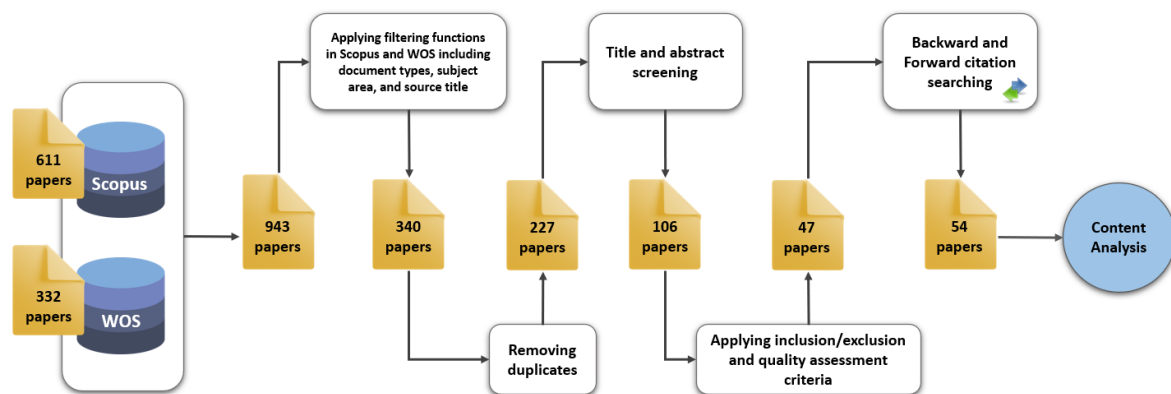 611
papers
Scopus
332
papers
WOS
943
papers
Applying filtering functions
in Scopus and WOS including
document types, subject
area, and source title
340
papers
Removing
duplicates
227
papers
Title and abstract
screening
106
papers
Applying inclusion/exclusion
and quality assessment
criteria
47
papers
Backward and
Forward citation
searching
54
papers
Content
Analysis